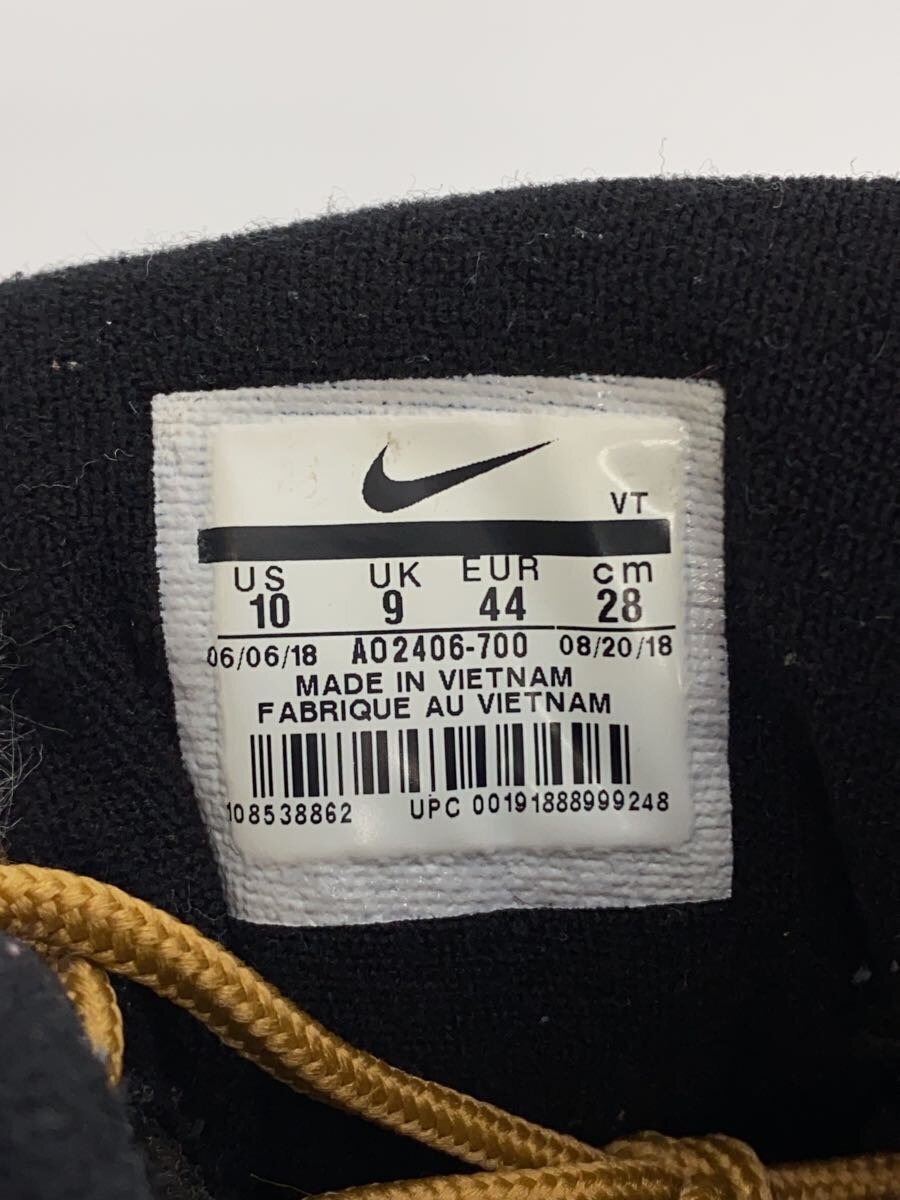 VT
US UK EUR cm
10 9 44 28
06/06/18 AO2406-700 08/20/18
MADE IN VIETNAM
FABRIQUE AU VIETNAM
108538862 UPC 00191888999248